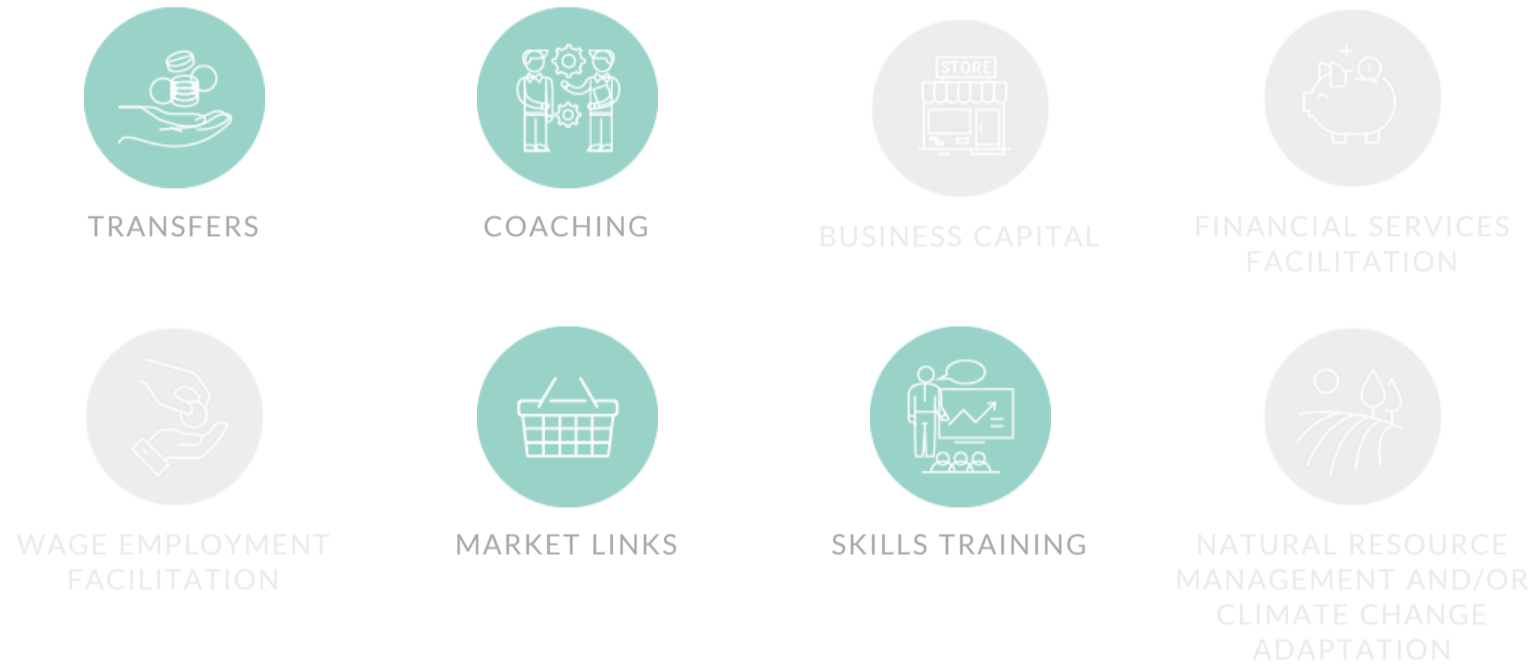 STORE
TRANSFERS
COACHING
BUSINESS CAPITAL
FINANCIAL SERVICES
FACILITATION
WAGE EMPLOYMENT
FACILITATION
MARKET LINKS
SKILLS TRAINING
NATURAL RESOURCE
MANAGEMENT AND/OR
CLIMATE CHANGE
ADAPTATION